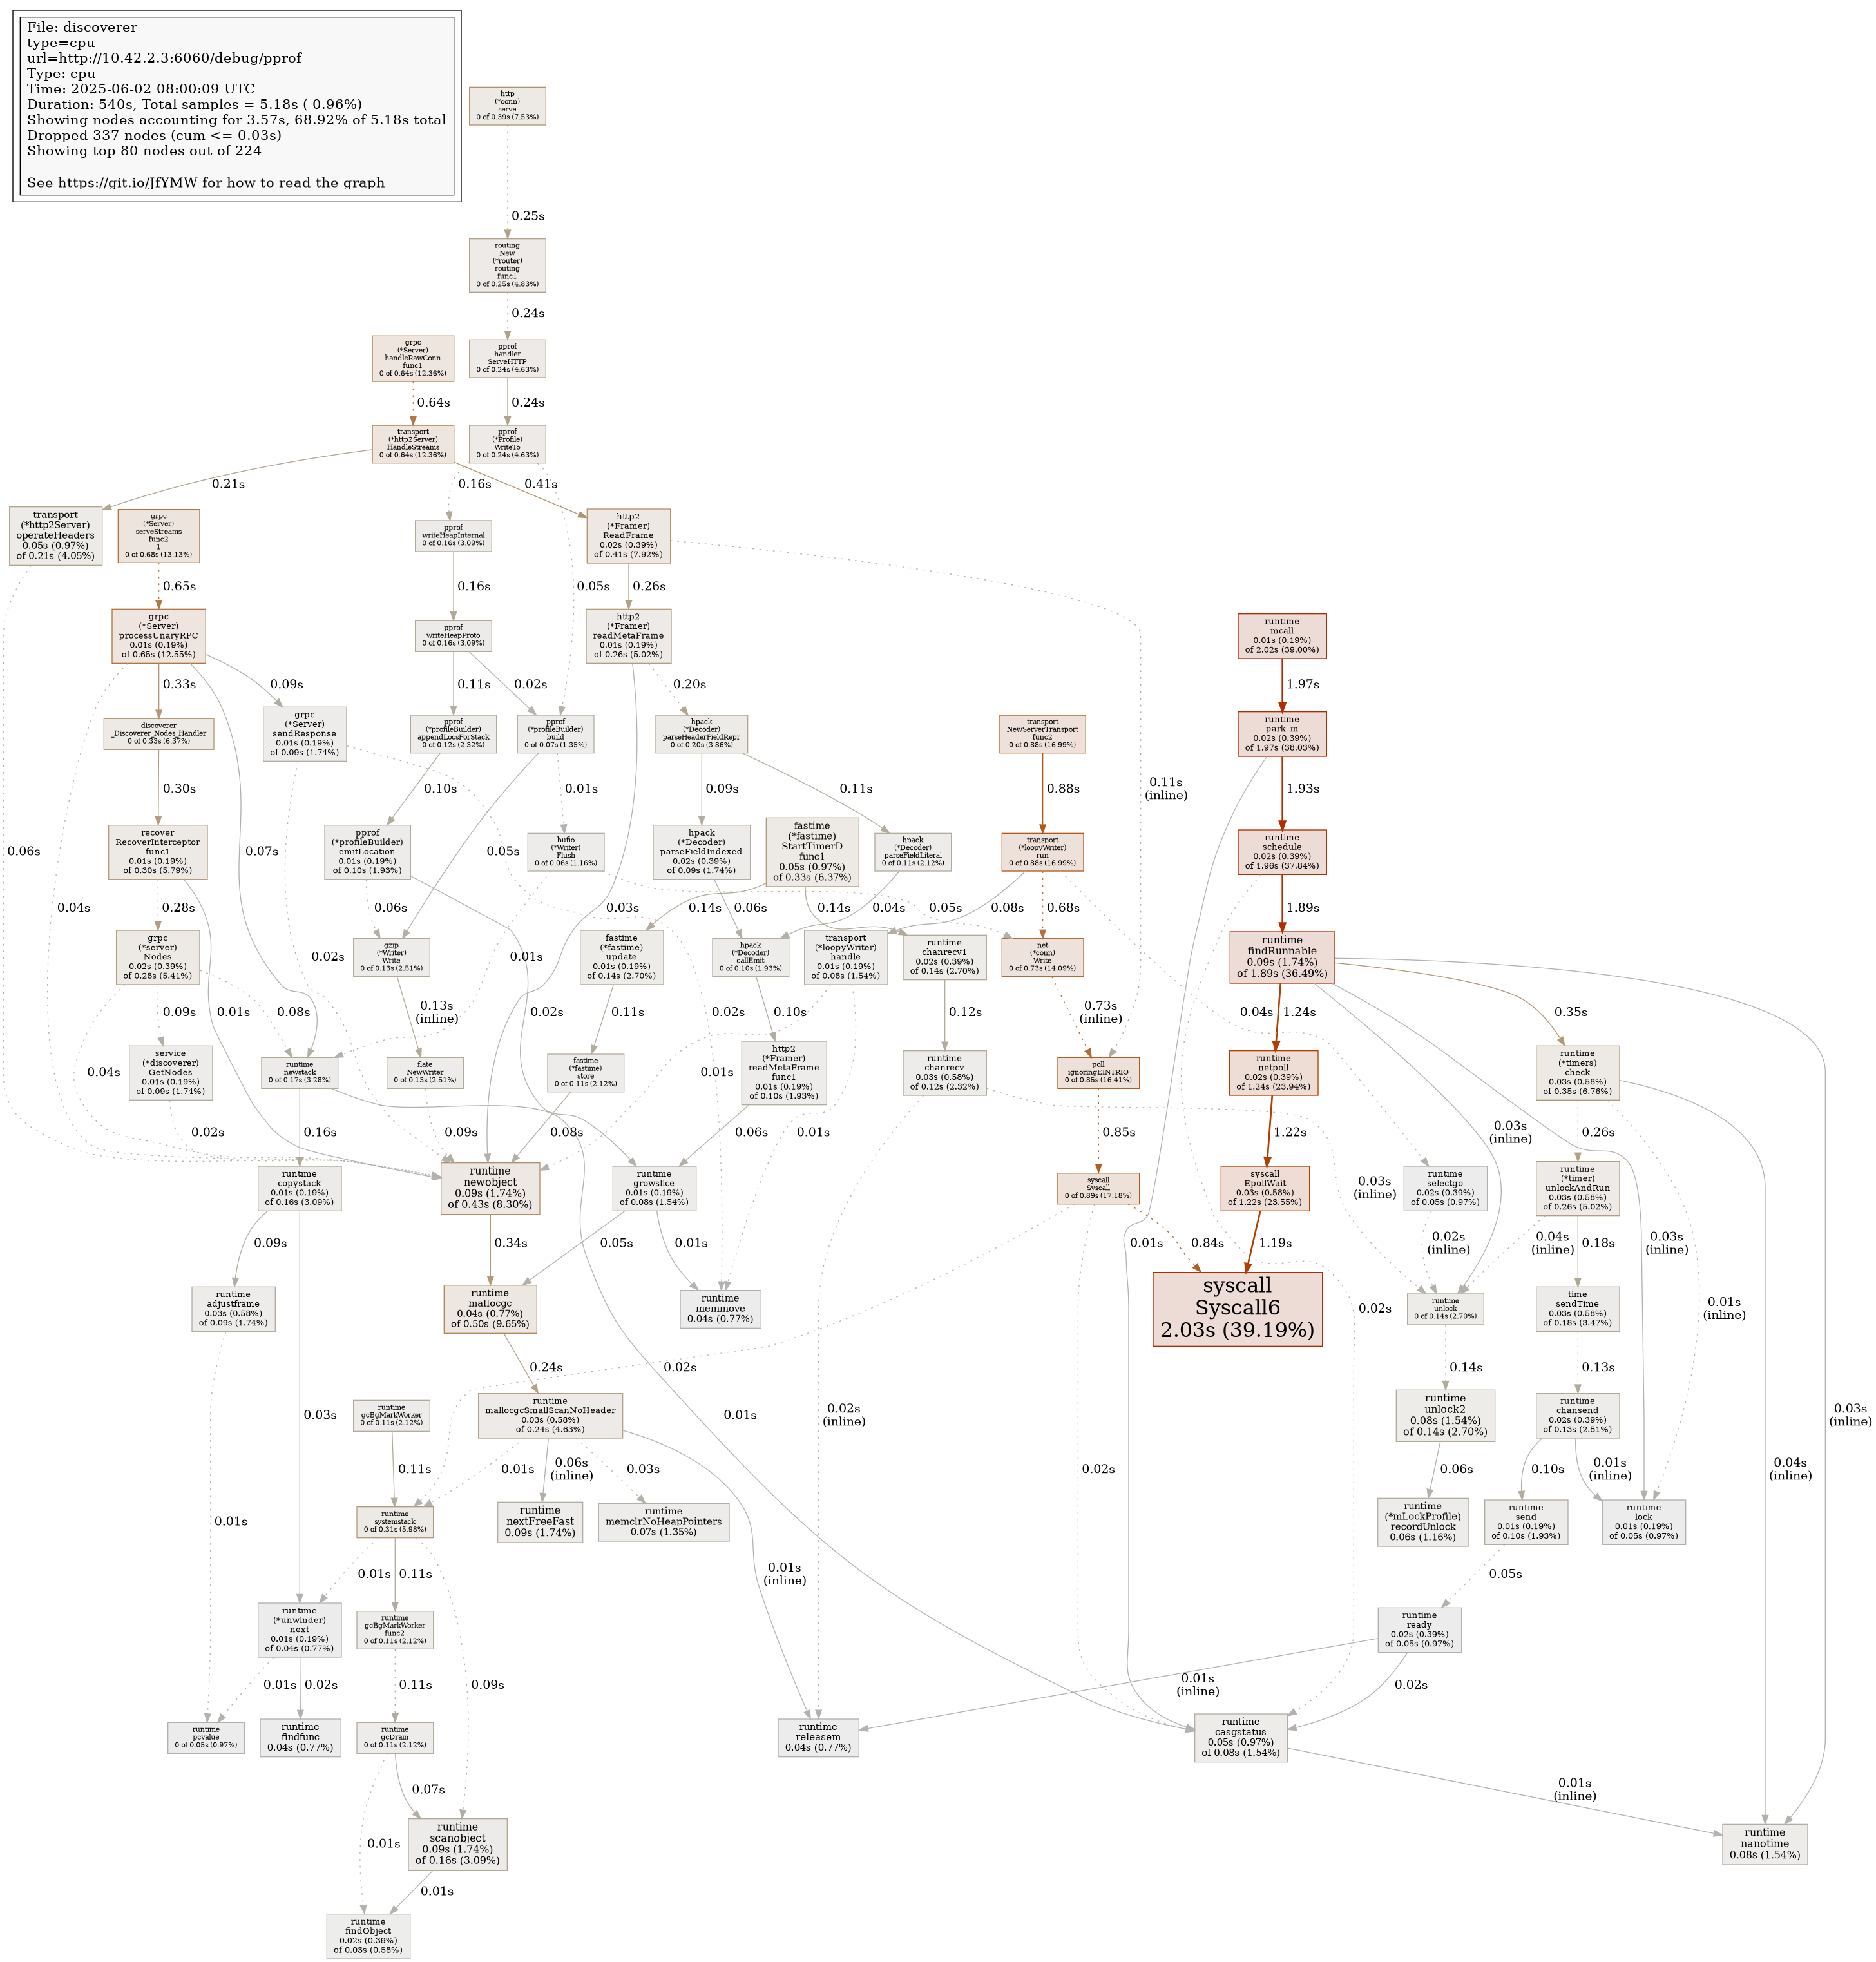 File: discoverer
type=cpu
url=http://10.42.2.3:6060/debug/pprof
Type: cpu
Time: 2025-06-02 08:00:09 UTC
Duration: 540s, Total samples = 5.18s ( 0.96%)
Showing nodes accounting for 3.57s, 68.92% of 5.18s total
Dropped 337 nodes (cum <= 0.03s)
Showing top 80 nodes out of 224
See https://git.io/JfYMW for how to read the graph
http
(*conn)
serve
0 of 0.39s (7.53%)
0.25s
routing
New
(*router)
routing
func1
0 of 0.25s (4.83%)
0.24s
grpc
(*Server)
handleRawConn
func1
0 of 0.64s (12.36%)
pprof
handler
ServeHTTP
0 of 0.24s (4.63%)
0.64s
0.24s
transport
(*http2Server)
HandleStreams
0 of 0.64s (12.36%)
pprof
(*Profile)
WriteTo
0 of 0.24s (4.63%)
0.21s
0.16s
0.41s
transport
(*http2Server)
operateHeaders
0.05s (0.97%)
of 0.21s (4.05%)
grpc
(*Server)
serveStreams
func2
1
0 of 0.68s (13.13%)
pprof
writeHeapInternal
0 of 0.16s (3.09%)
http2
(*Framer)
ReadFrame
0.02s (0.39%)
of 0.41s (7.92%)
0.65s
0.16s
0.05s
0.26s
grpc
(*Server)
processUnaryRPC
0.01s (0.19%)
of 0.65s (12.55%)
pprof
writeHeapProto
0 of 0.16s (3.09%)
http2
(*Framer)
readMetaFrame
0.01s (0.19%)
of 0.26s (5.02%)
runtime
mcall
0.01s (0.19%)
of 2.02s (39.00%)
0.33s
0.09s
0.11s
0.02s
0.20s
1.97s
discoverer
_Discoverer_Nodes_Handler
0 of 0.33s (6.37%)
grpc
(*Server)
sendResponse
0.01s (0.19%)
of 0.09s (1.74%)
pprof
(*profileBuilder)
appendLocsForStack
0 of 0.12s (2.32%)
pprof
(*profileBuilder)
build
0 of 0.07s (1.35%)
hpack
(*Decoder)
parseHeaderFieldRepr
0 of 0.20s (3.86%)
transport
NewServerTransport
func2
0 of 0.88s (16.99%)
runtime
park_m
0.02s (0.39%)
of 1.97s (38.03%)
0.30s
0.10s
0.01s
0.09s
0.11s
0.88s
0.11s
(inline)
1.93s
recover
RecoverInterceptor
func1
0.01s (0.19%)
of 0.30s (5.79%)
pprof
(*profileBuilder)
emitLocation
0.01s (0.19%)
of 0.10s (1.93%)
bufio
(*Writer)
Flush
0 of 0.06s (1.16%)
hpack
(*Decoder)
parseFieldIndexed
0.02s (0.39%)
of 0.09s (1.74%)
fastime
(*fastime)
StartTimerD
func1
0.05s (0.97%)
of 0.33s (6.37%)
hpack
(*Decoder)
parseFieldLiteral
0 of 0.11s (2.12%)
transport
(*loopyWriter)
run
0 of 0.88s (16.99%)
runtime
schedule
0.02s (0.39%)
of 1.96s (37.84%)
0.06s
0.07s
0.05s
0.04s
0.28s
0.06s
0.03s
0.14s
0.06s
0.14s
0.04s
0.05s
0.08s
0.68s
1.89s
grpc
(*server)
Nodes
0.02s (0.39%)
of 0.28s (5.41%)
gzip
(*Writer)
Write
0 of 0.13s (2.51%)
fastime
(*fastime)
update
0.01s (0.19%)
of 0.14s (2.70%)
hpack
(*Decoder)
callEmit
0 of 0.10s (1.93%)
transport
(*loopyWriter)
handle
0.01s (0.19%)
of 0.08s (1.54%)
runtime
chanrecv1
0.02s (0.39%)
of 0.14s (2.70%)
net
(*conn)
Write
0 of 0.73s (14.09%)
runtime
findRunnable
0.09s (1.74%)
of 1.89s (36.49%)
0.02s
0.01s
0.09s
0.08s
0.01s
0.13s
(inline)
0.02s
0.11s
0.02s
0.10s
0.12s
0.73s
(inline)
0.04s
1.24s
0.35s
service
(*discoverer)
GetNodes
0.01s (0.19%)
of 0.09s (1.74%)
runtime
newstack
0 of 0.17s (3.28%)
flate
NewWriter
0 of 0.13s (2.51%)
fastime
(*fastime)
store
0 of 0.11s (2.12%)
http2
(*Framer)
readMetaFrame
func1
0.01s (0.19%)
of 0.10s (1.93%)
runtime
chanrecv
0.03s (0.58%)
of 0.12s (2.32%)
poll
ignoringEINTRIO
0 of 0.85s (16.41%)
runtime
netpoll
0.02s (0.39%)
of 1.24s (23.94%)
runtime
(*timers)
check
0.03s (0.58%)
of 0.35s (6.76%)
0.04s
0.01s
0.02s
0.16s
0.09s
0.08s
0.06s
0.01s
0.85s
1.22s
0.03s
(inline)
0.26s
runtime
copystack
0.01s (0.19%)
of 0.16s (3.09%)
runtime
newobject
0.09s (1.74%)
of 0.43s (8.30%)
runtime
growslice
0.01s (0.19%)
of 0.08s (1.54%)
syscall
Syscall
0 of 0.89s (17.18%)
syscall
EpollWait
0.03s (0.58%)
of 1.22s (23.55%)
0.03s
(inline)
runtime
selectgo
0.02s (0.39%)
of 0.05s (0.97%)
runtime
(*timer)
unlockAndRun
0.03s (0.58%)
of 0.26s (5.02%)
0.09s
0.34s
0.05s
0.01s
0.01s
0.84s
1.19s
0.02s
(inline)
0.04s
(inline)
0.18s
0.03s
(inline)
runtime
adjustframe
0.03s (0.58%)
of 0.09s (1.74%)
runtime
mallocgc
0.04s (0.77%)
of 0.50s (9.65%)
runtime
memmove
0.04s (0.77%)
syscall
Syscall6
2.03s (39.19%)
0.02s
runtime
unlock
0 of 0.14s (2.70%)
time
sendTime
0.03s (0.58%)
of 0.18s (3.47%)
0.01s
(inline)
0.24s
0.02s
0.14s
0.13s
runtime
gcBgMarkWorker
0 of 0.11s (2.12%)
runtime
mallocgcSmallScanNoHeader
0.03s (0.58%)
of 0.24s (4.63%)
0.03s
0.01s
0.02s
(inline)
runtime
unlock2
0.08s (1.54%)
of 0.14s (2.70%)
runtime
chansend
0.02s (0.39%)
of 0.13s (2.51%)
0.03s
(inline)
0.11s
0.01s
0.06s
(inline)
0.03s
0.02s
0.06s
0.10s
0.01s
(inline)
0.04s
(inline)
0.01s
runtime
systemstack
0 of 0.31s (5.98%)
runtime
nextFreeFast
0.09s (1.74%)
runtime
memclrNoHeapPointers
0.07s (1.35%)
runtime
(*mLockProfile)
recordUnlock
0.06s (1.16%)
runtime
send
0.01s (0.19%)
of 0.10s (1.93%)
runtime
lock
0.01s (0.19%)
of 0.05s (0.97%)
0.01s
0.11s
0.01s
(inline)
0.05s
runtime
(*unwinder)
next
0.01s (0.19%)
of 0.04s (0.77%)
runtime
gcBgMarkWorker
func2
0 of 0.11s (2.12%)
runtime
ready
0.02s (0.39%)
of 0.05s (0.97%)
0.01s
0.02s
0.11s
0.09s
0.01s
(inline)
0.02s
runtime
pcvalue
0 of 0.05s (0.97%)
runtime
findfunc
0.04s (0.77%)
runtime
gcDrain
0 of 0.11s (2.12%)
runtime
releasem
0.04s (0.77%)
runtime
casgstatus
0.05s (0.97%)
of 0.08s (1.54%)
0.07s
0.01s
(inline)
0.01s
runtime
scanobject
0.09s (1.74%)
of 0.16s (3.09%)
runtime
nanotime
0.08s (1.54%)
0.01s
runtime
findObject
0.02s (0.39%)
of 0.03s (0.58%)